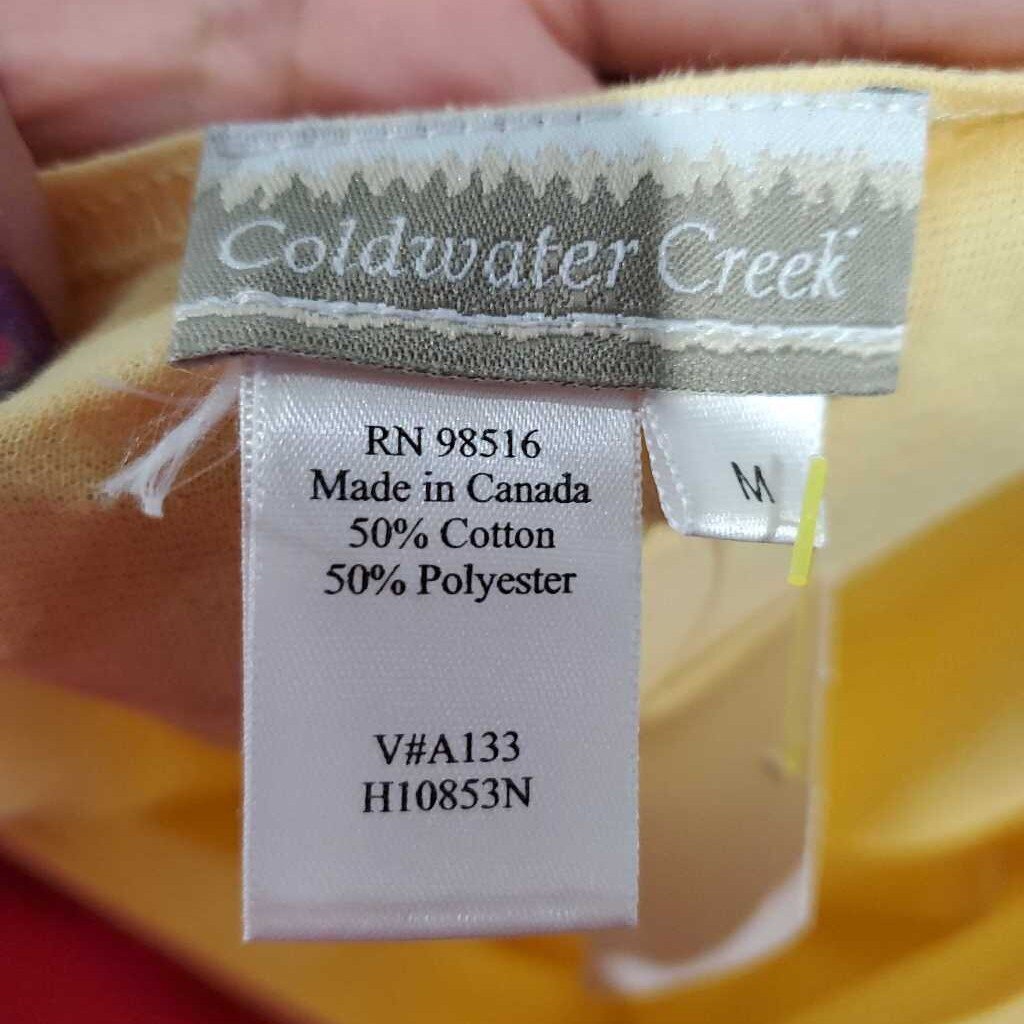 Coldwater Creek
RN 98516
Made in Canada
50% Cotton
50% Polyester
M
V#A133
H10853N